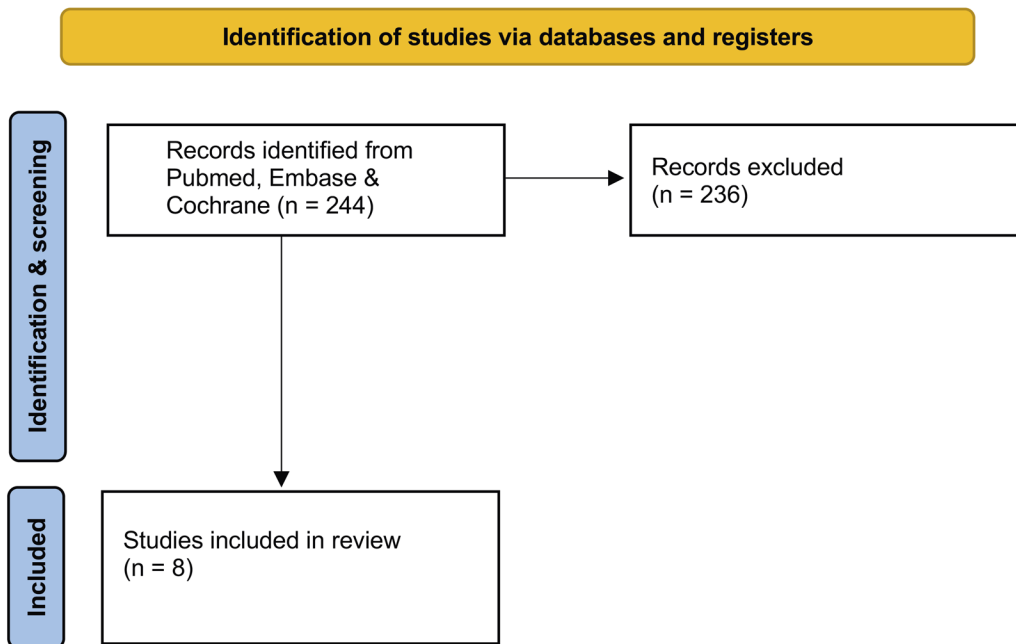 Identification of studies via databases and registers
Identification & screening
Records identified from
Pubmed, Embase &
Cochrane (n = 244)
Records excluded
(n = 236)
Included
Studies included in review
(n = 8)